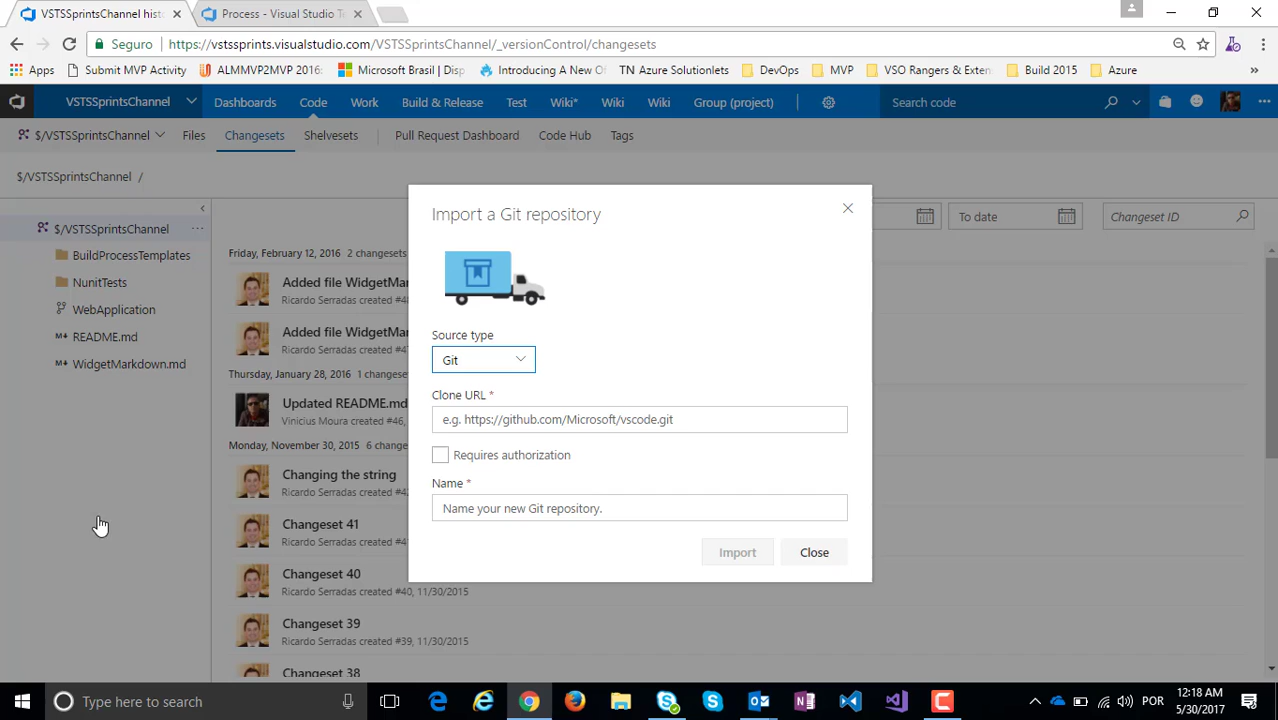 VSTSSprintsChannel hist
Process - Visual Studio T
Seguro
https://vstssprints.visualstudio.com/VSTSSprintsChannel/_versionControl/changesets
Apps
Submit MVP Activity
ALMMVP2MVP 2016:
Microsoft Brasil | Disp
Introducing A New Of
TN Azure Solutionlets
DevOps
MVP
VSO Rangers & Exten
Build 2015
Azure
»
VSTSSprintsChannel
Dashboards
Code
Work
Build & Release
Test
Wiki*
Wiki
Wiki
Group (project)
Search code
$/VSTSSprintsChannel
Files
Changesets
Shelvesets
Pull Request Dashboard
Code Hub
Tags
$/VSTSSprintsChannel /
$/VSTSSprintsChannel
BuildProcessTemplates
NunitTests
WebApplication
README.md
WidgetMarkdown.md
To date
Changeset ID
Friday, February 12, 2016 2 changesets
Added file WidgetMar
Ricardo Serradas created #48
Added file WidgetMar
Ricardo Serradas created #47
Thursday, January 28, 2016 1 changese
Updated README.md
Vinicius Moura created #46,
Monday, November 30, 2015 6 change
Changing the string
Ricardo Serradas created #42
Changeset 41
Ricardo Serradas created #41,
Changeset 40
Ricardo Serradas created #40, 11/30/2015
Changeset 39
Ricardo Serradas created #39, 11/30/2015
Changeset 38
Import a Git repository
Source type
Git
Clone URL *
e.g. https://github.com/Microsoft/vscode.git
Requires authorization
Name *
Name your new Git repository.
Import
Close
Type here to search
POR
12:18 AM
5/30/2017